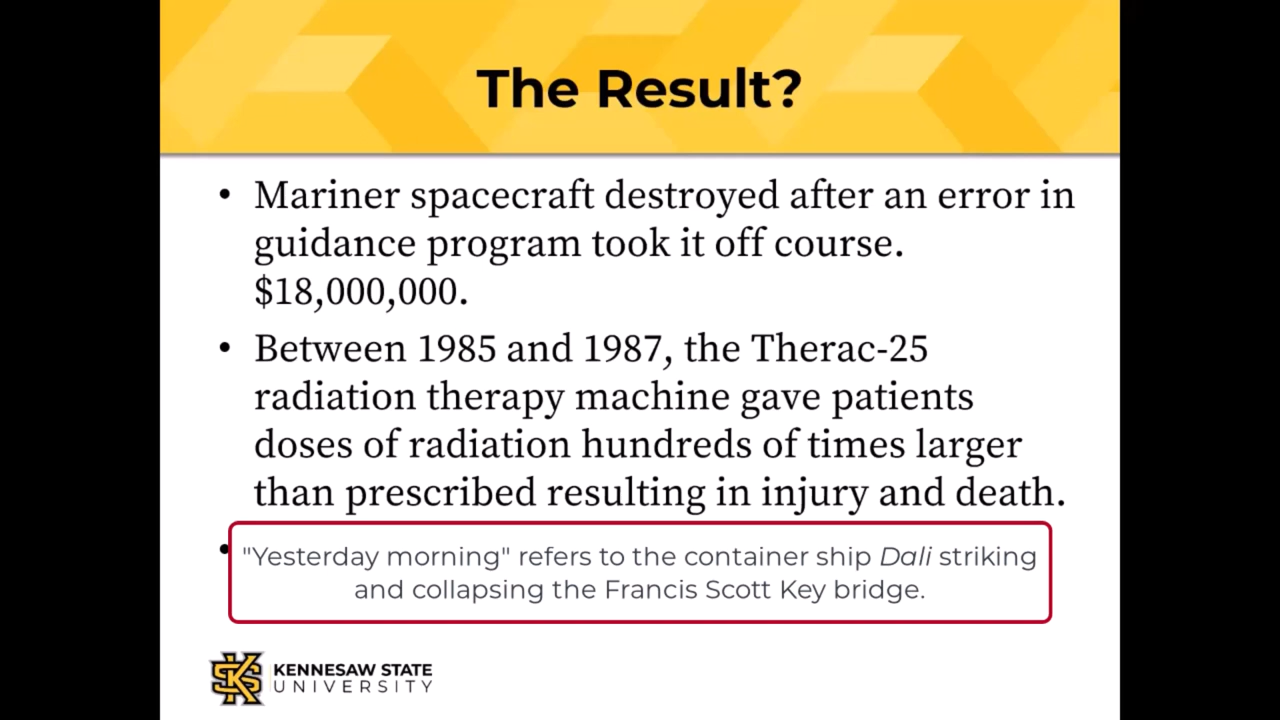 The Result?
• Mariner spacecraft destroyed after an error in
guidance program took it off course.
$18,000,000.
• Between 1985 and 1987, the Therac-25
radiation therapy machine gave patients
doses of radiation hundreds of times larger
than prescribed resulting in injury and death.
•
"Yesterday morning" refers to the container ship Dali striking
and collapsing the Francis Scott Key bridge.
KS
KENNESAW STATE
UNIVERSITY